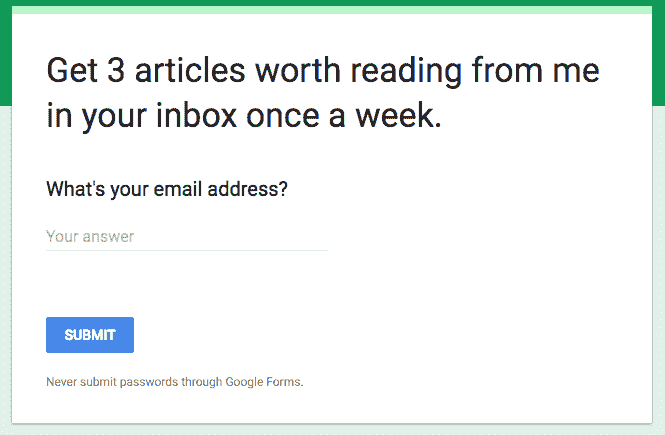 Get 3 articles worth reading from me
in your inbox once a week.
What's your email address?
Your answer
SUBMIT
Never submit passwords through Google Forms.